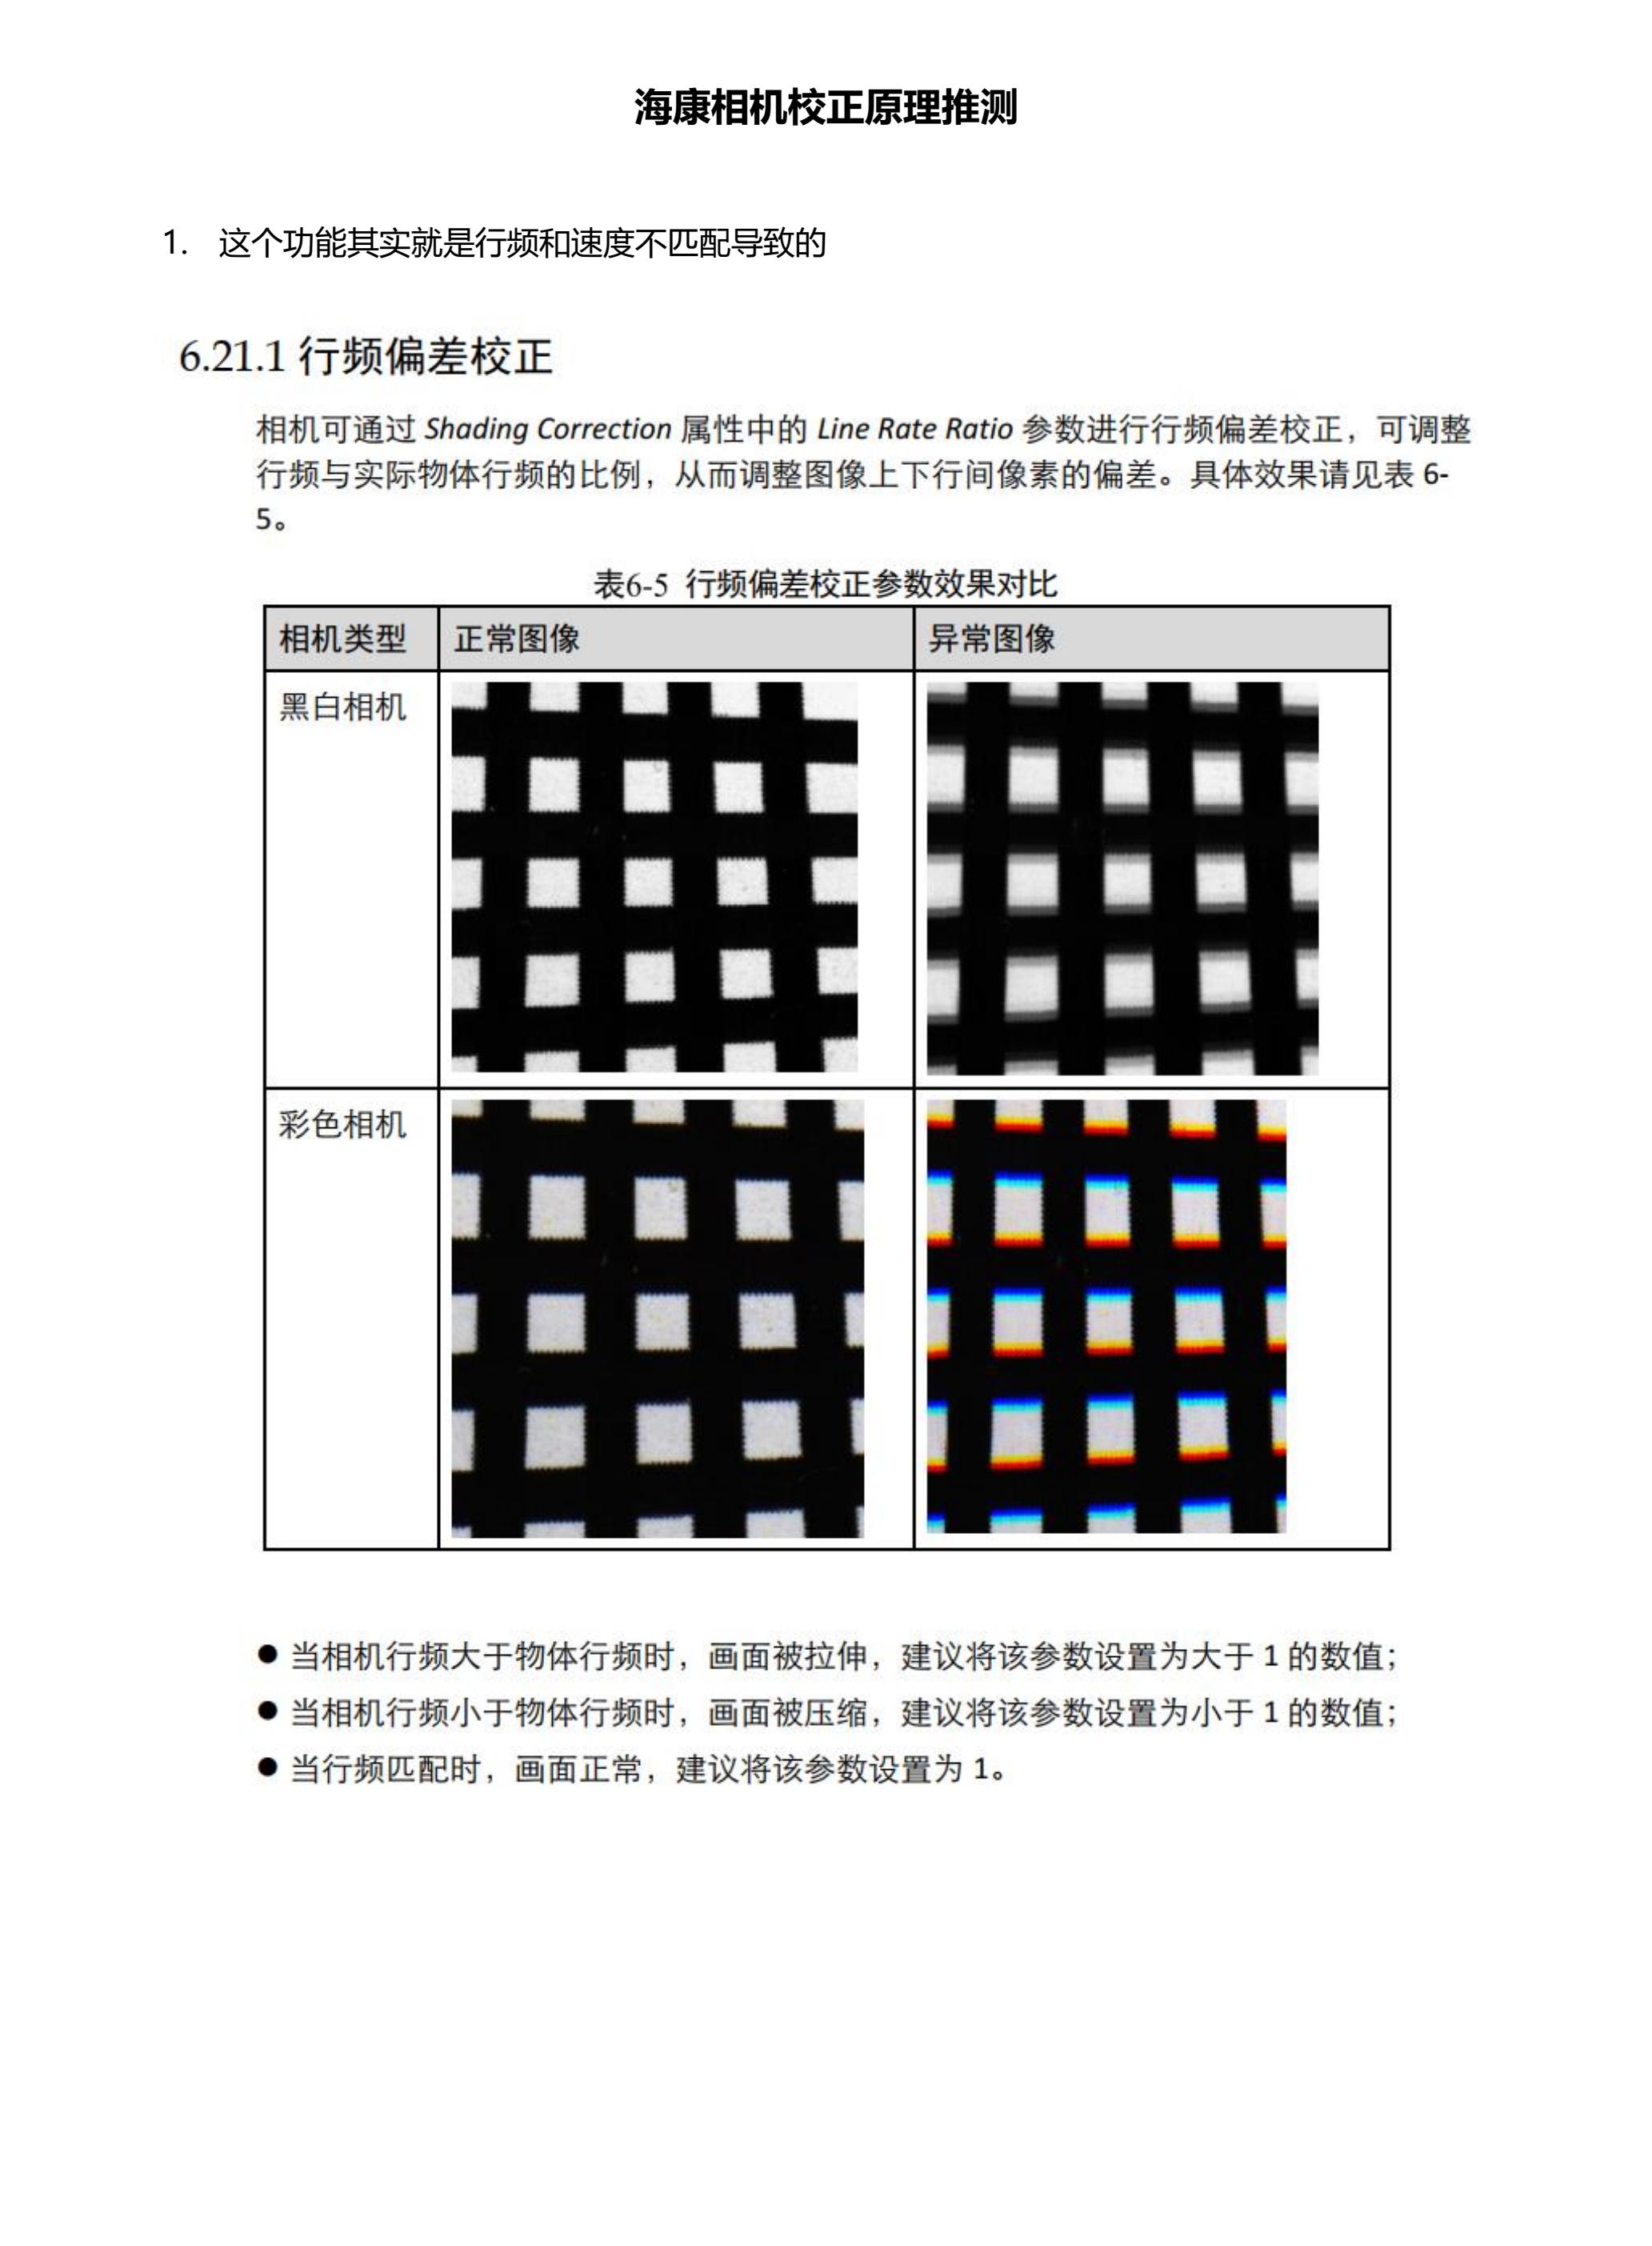 海康相机校正原理推测
1. 这个功能其实就是行频和速度不匹配导致的
6.21.1 行频偏差校正
相机可通过 Shading Correction 属性中的 Line Rate Ratio 参数进行行频偏差校正，可调整
行频与实际物体行频的比例，从而调整图像上下行间像素的偏差。具体效果请见表 6-
5。
表6-5 行频偏差校正参数效果对比
相机类型 正常图像 异常图像
黑白相机
彩色相机
● 当相机行频大于物体行频时，画面被拉伸，建议将该参数设置为大于 1 的数值；
● 当相机行频小于物体行频时，画面被压缩，建议将该参数设置为小于 1 的数值；
● 当行频匹配时，画面正常，建议将该参数设置为 1。